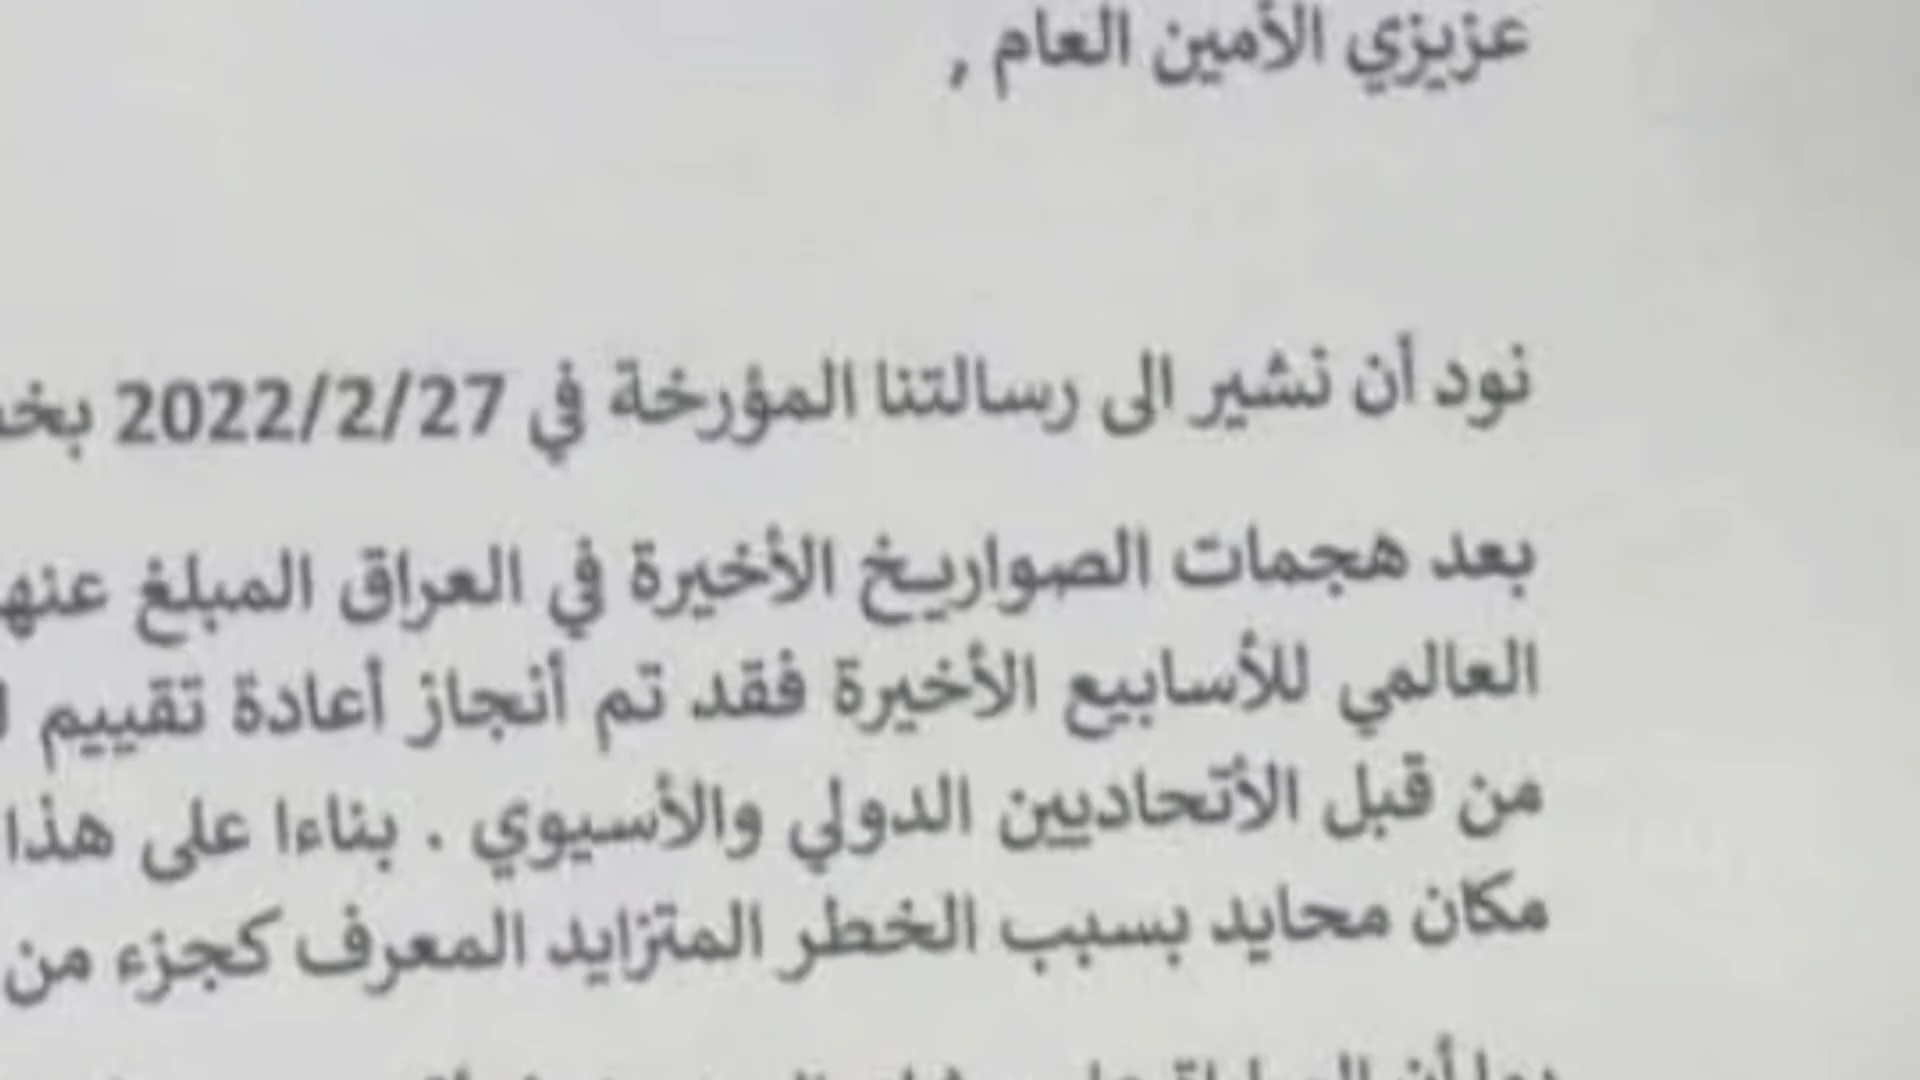 عزيزي الأمين العام ,
نود أن نشير الى رسالتنا المؤرخة في 2022/2/27
بعد هجمات الصواريخ الأخيرة في العراق المبلغ عنه
العالمي للأسابيع الأخيرة فقد تم أنجاز أعادة تقييم
من قبل الأتحاديين الدولي والأسيوي . بناءا على هذا
مكان محايد بسبب الخطر المتزايد المعرف كجزء من